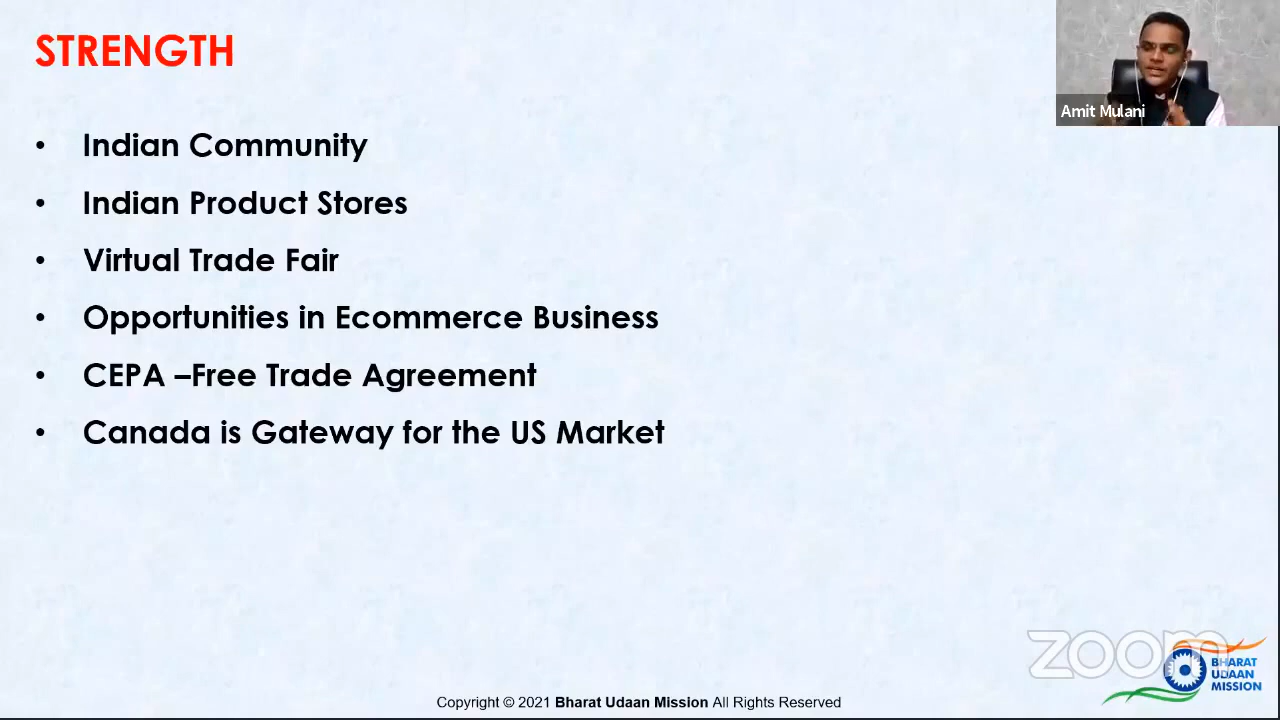 STRENGTH
Amit Mulani
• Indian Community
• Indian Product Stores
• Virtual Trade Fair
• Opportunities in Ecommerce Business
• CEPA –Free Trade Agreement
• Canada is Gateway for the US Market
zoom
BHARAT
UDAAN
MISSION
Copyright © 2021 Bharat Udaan Mission All Rights Reserved